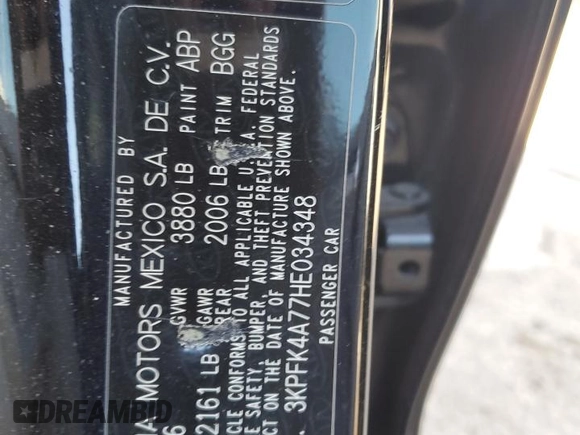 MANUFACTURED BY
MOTORS MEXICO S.A. DE C.V.
6 GVWR 3880 LB PAINT ABP
2161 LB GAWR REAR 2006 LB TRIM BGG
CLE CONFORMS TO ALL APPLICABLE U. A. FEDERAL
SAFETY, BUMPER, AND THEFT PREVENTION STANDARDS
ON THE DATE OF MANUFACTURE SHOWN ABOVE.
3KPFK4A77HE034348
PASSENGER CAR
DREAMBID